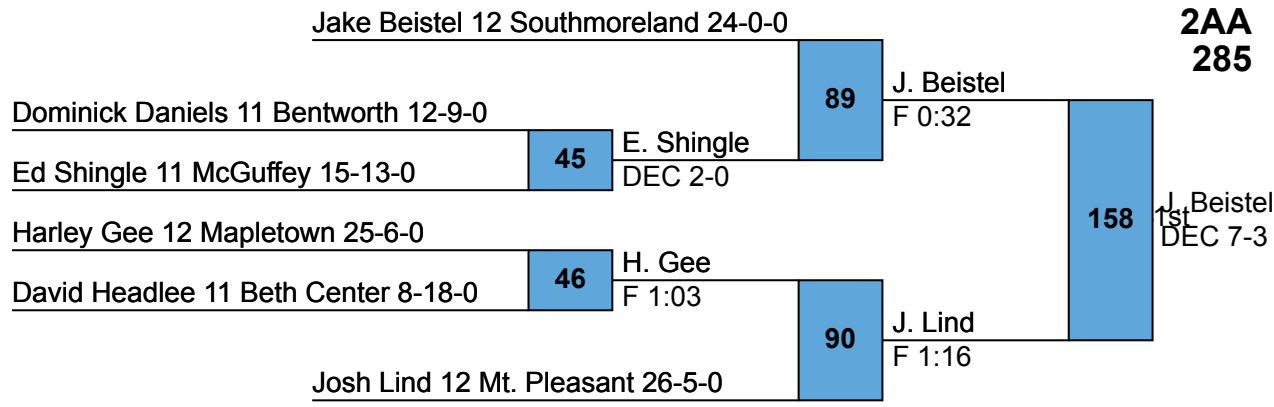 Jake Beistel 12 Southmoreland 24-0-0
2AA
285
89
J. Beistel
F 0:32
Dominick Daniels 11 Bentworth 12-9-0
45
E. Shingle
DEC 2-0
Ed Shingle 11 McGuffey 15-13-0
158
1st
J. Beistel
DEC 7-3
Harley Gee 12 Mapletown 25-6-0
46
H. Gee
F 1:03
David Headlee 11 Beth Center 8-18-0
90
J. Lind
F 1:16
Josh Lind 12 Mt. Pleasant 26-5-0